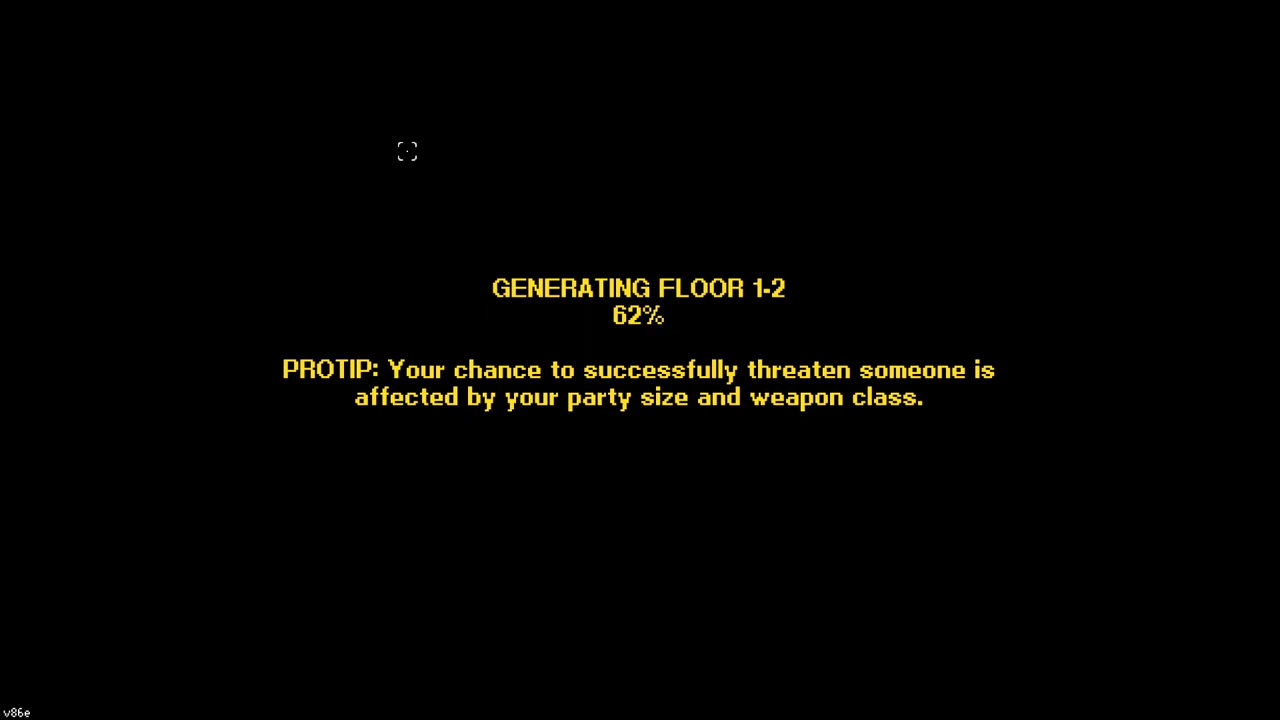 GENERATING FLOOR 1-2
62%
PROTIP: Your chance to successfully threaten someone is
affected by your party size and weapon class.
v86e